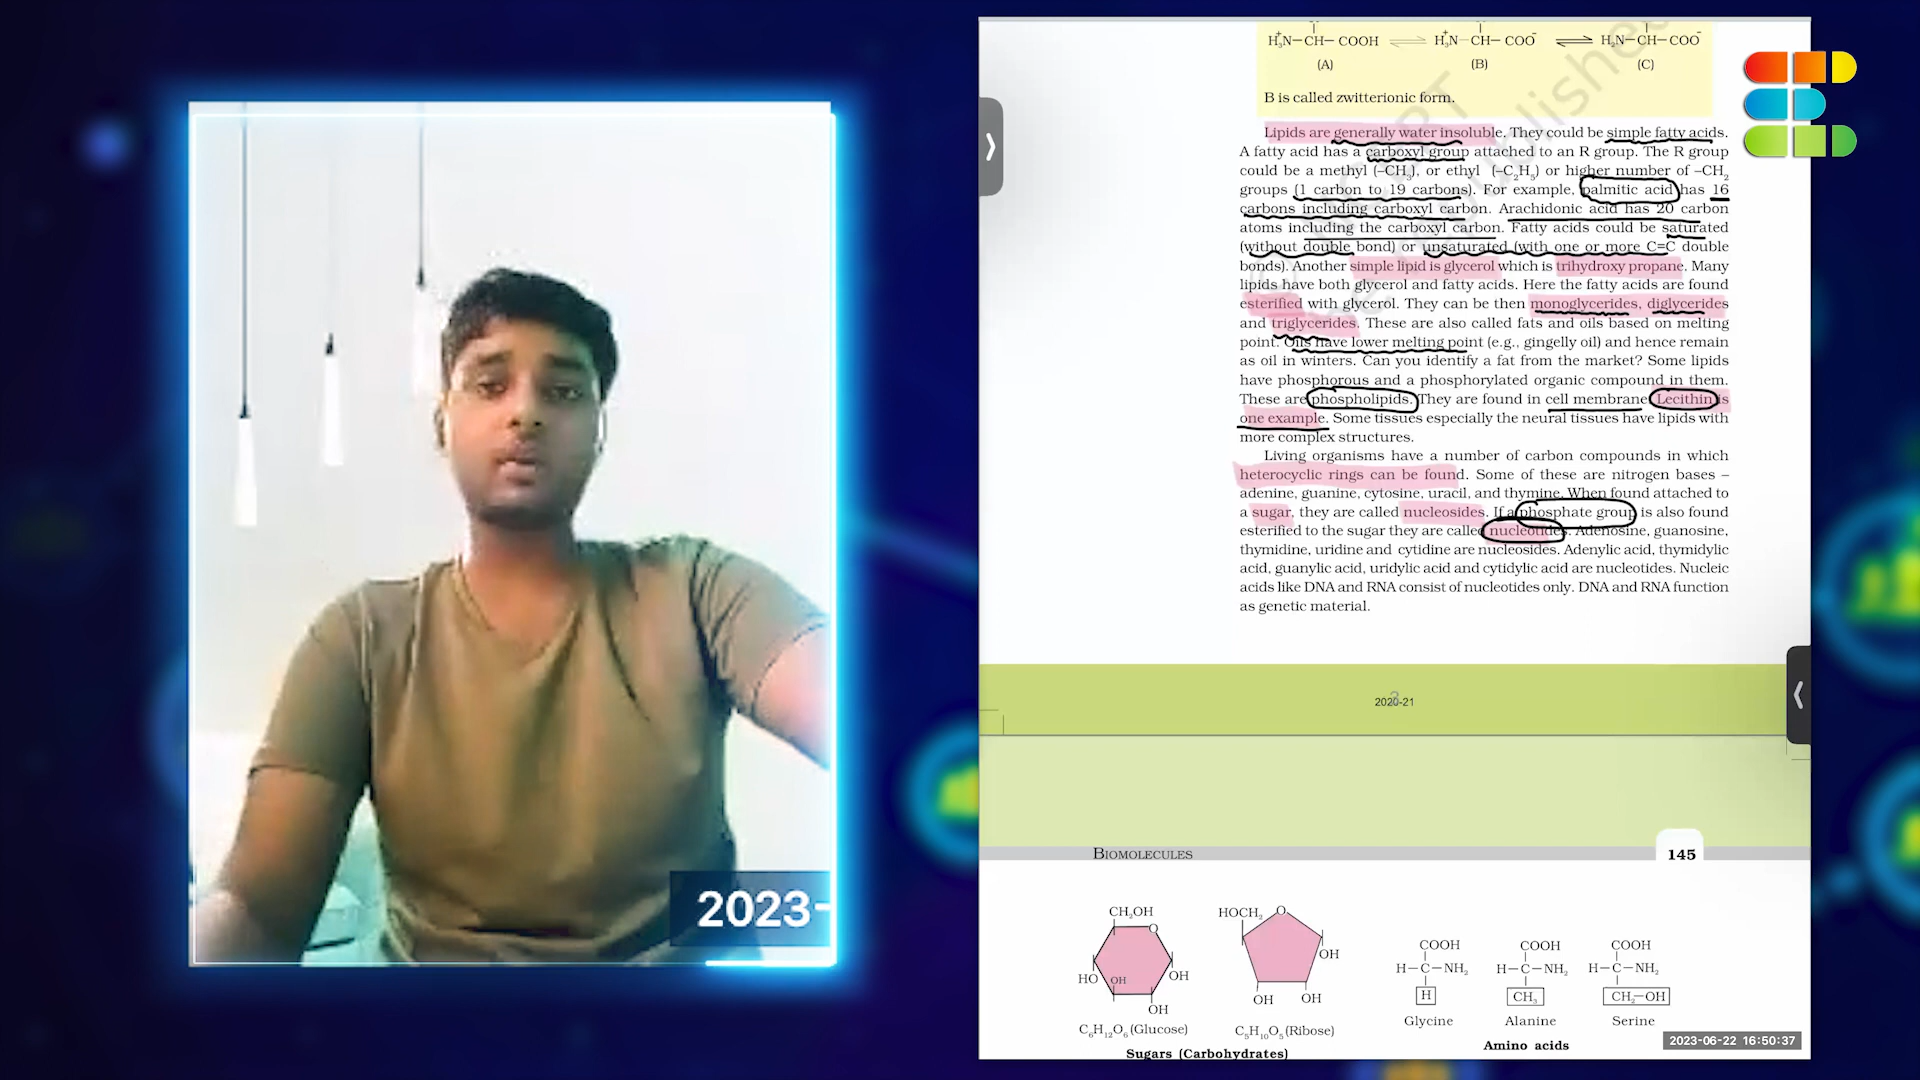 H₃N⁺–CH–COOH ⇌ H₃N⁺–CH–COO⁻ ⇌ H₂N–CH–COO⁻
(A) (B) (C)
B is called zwitterionic form.
Lipids are generally water insoluble. They could be simple fatty acids.
A fatty acid has a carboxyl group attached to an R group. The R group
could be a methyl (–CH₃), or ethyl (–C₂H₅) or higher number of –CH₂
groups (1 carbon to 19 carbons). For example, palmitic acid has 16
carbons including carboxyl carbon. Arachidonic acid has 20 carbon
atoms including the carboxyl carbon. Fatty acids could be saturated
(without double bond) or unsaturated (with one or more C=C double
bonds). Another simple lipid is glycerol which is trihydroxy propane. Many
lipids have both glycerol and fatty acids. Here the fatty acids are found
esterified with glycerol. They can be then monoglycerides, diglycerides
and triglycerides. These are also called fats and oils based on melting
point. Oils have lower melting point (e.g., gingelly oil) and hence remain
as oil in winters. Can you identify a fat from the market? Some lipids
have phosphorous and a phosphorylated organic compound in them.
These are phospholipids. They are found in cell membrane. Lecithin is
one example. Some tissues especially the neural tissues have lipids with
more complex structures.
Living organisms have a number of carbon compounds in which
heterocyclic rings can be found. Some of these are nitrogen bases –
adenine, guanine, cytosine, uracil, and thymine. When found attached to
a sugar, they are called nucleosides. If a phosphate group is also found
esterified to the sugar they are called nucleotides. Adenosine, guanosine,
thymidine, uridine and cytidine are nucleosides. Adenylic acid, thymidylic
acid, guanylic acid, uridylic acid and cytidylic acid are nucleotides. Nucleic
acids like DNA and RNA consist of nucleotides only. DNA and RNA function
as genetic material.
2020-21
3
BIOMOLECULES 145
CH₂OH HOCH₂ O
O
COOH COOH COOH
OH
H–C–NH₂ H–C–NH₂ H–C–NH₂
HO OH OH
H CH₃ CH₂–OH
OH OH
OH
Glycine Alanine Serine
C₆H₁₂O₆ (Glucose) C₅H₁₀O₅ (Ribose)
Sugars (Carbohydrates) Amino acids
2023-
2023-06-22 16:50:37